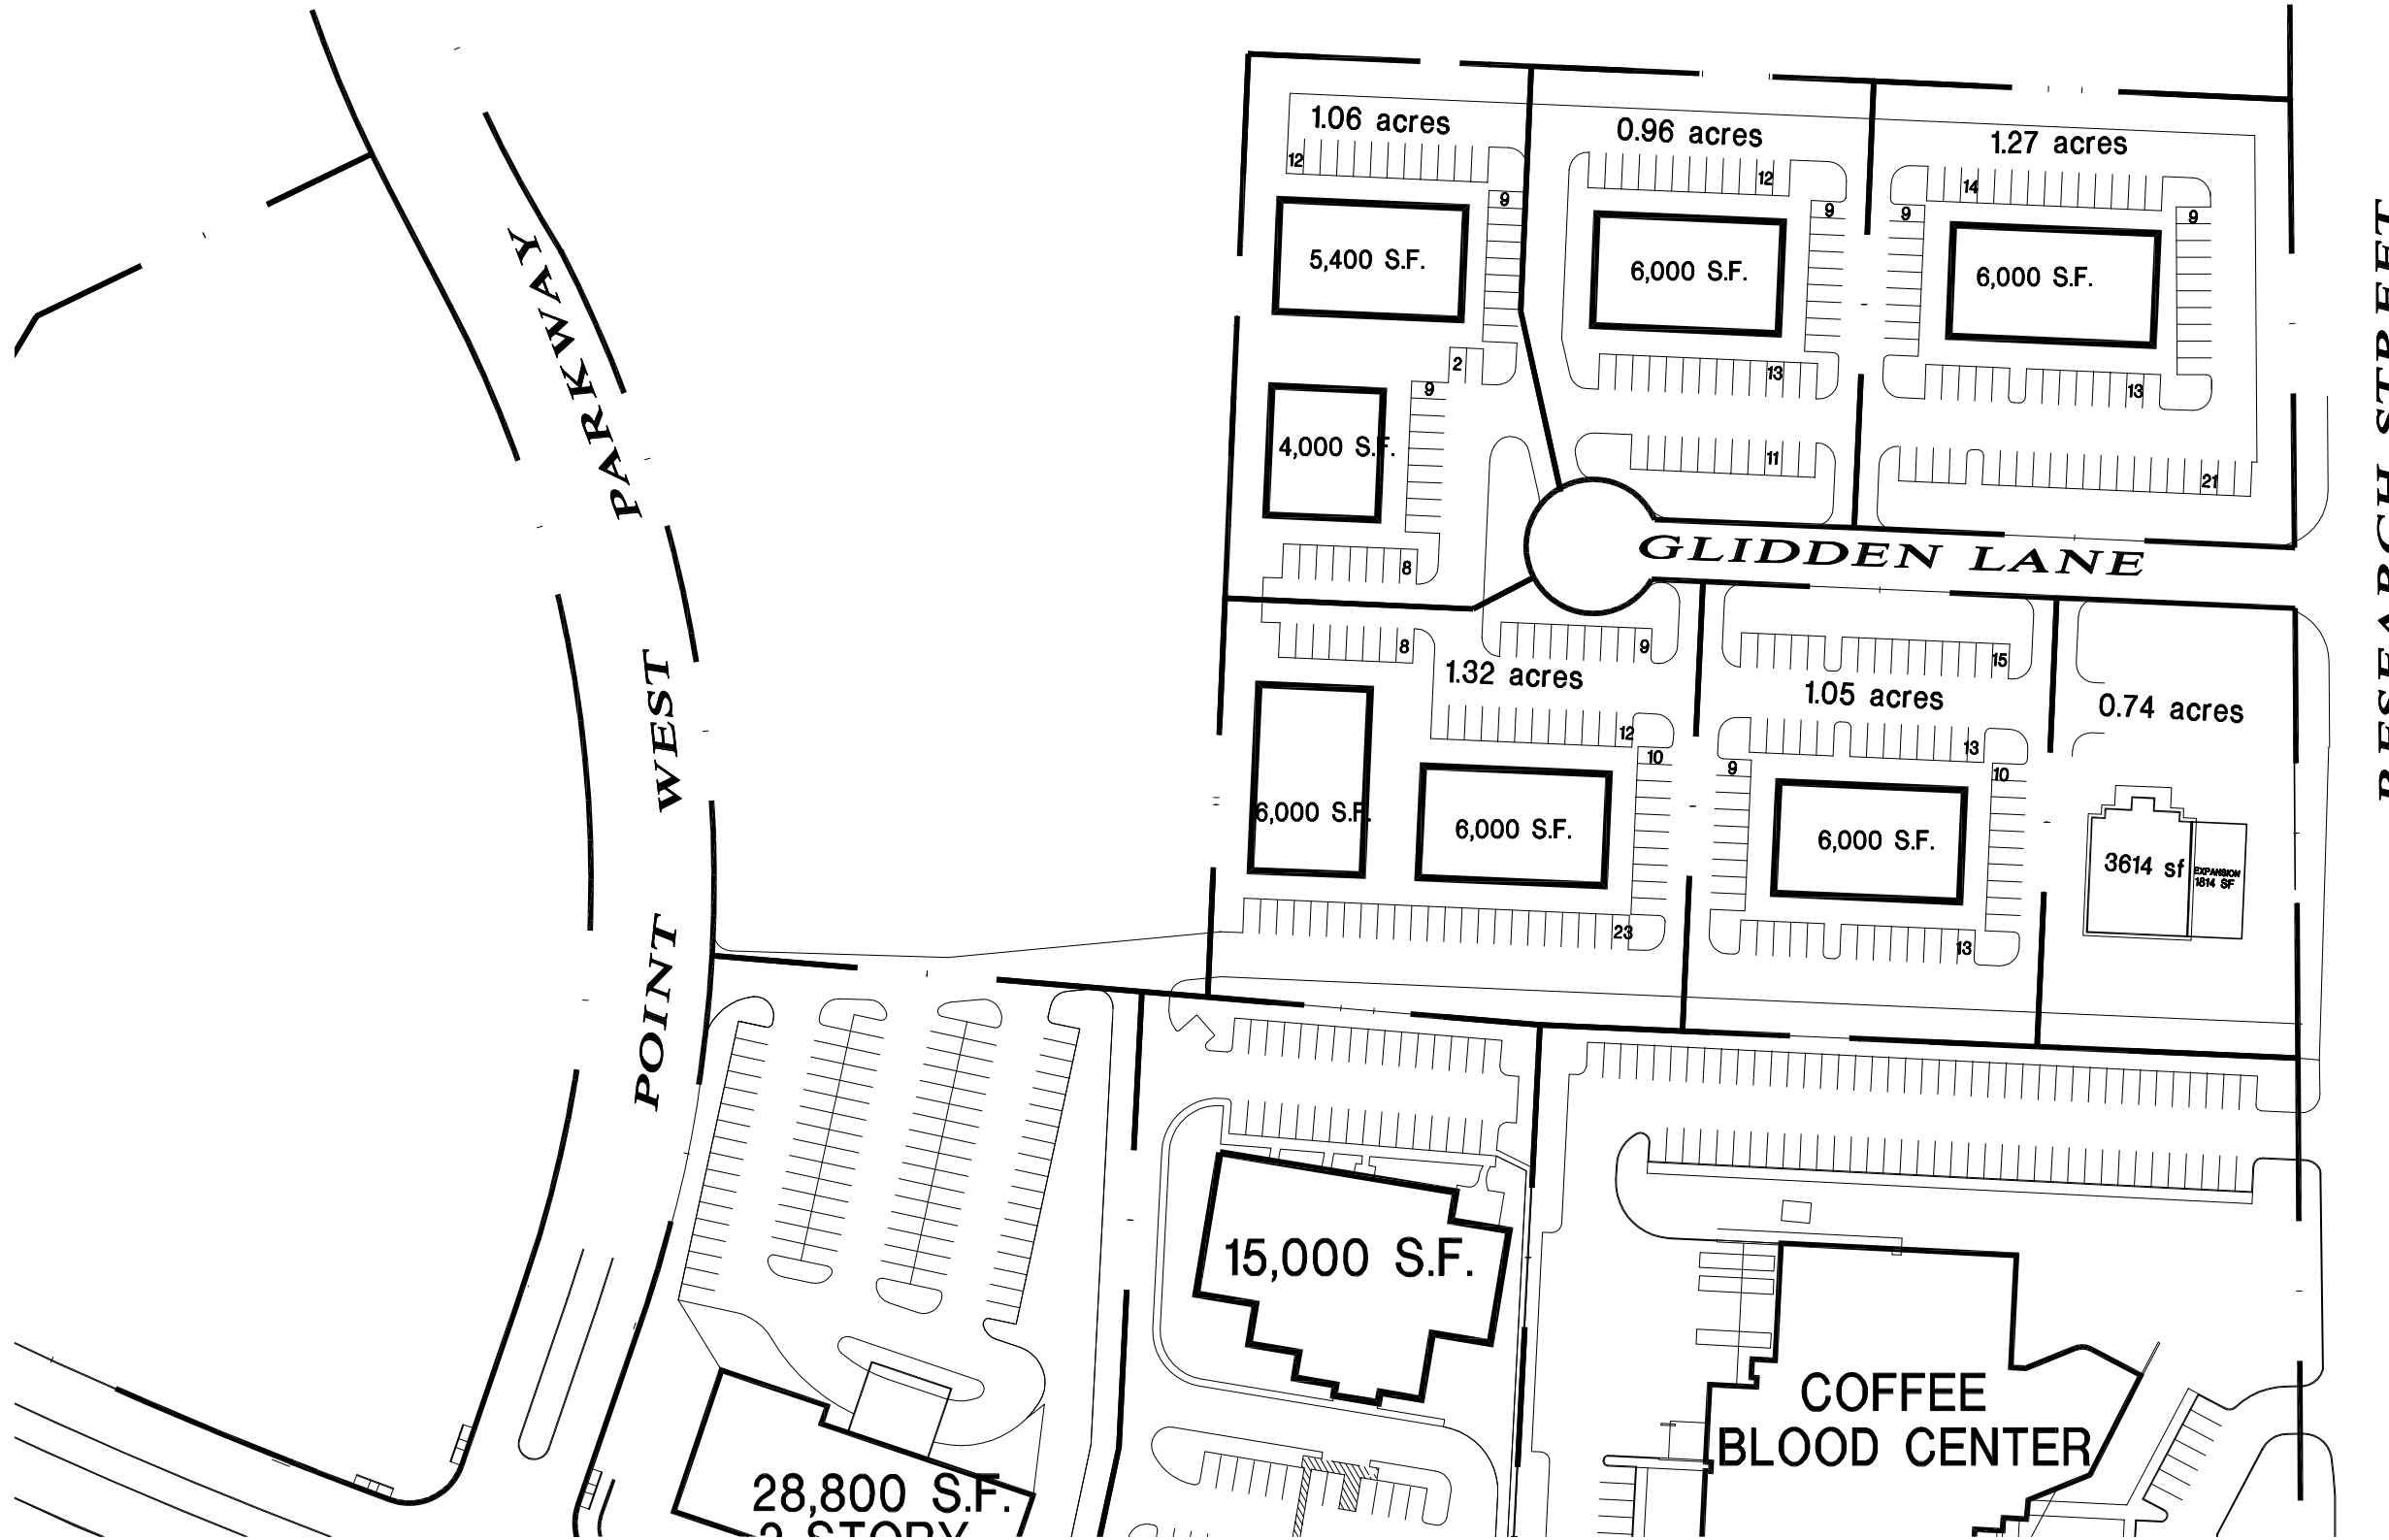 1.06 acres
0.96 acres
1.27 acres
12
12
14
9
9
9
9
5,400 S.F.
6,000 S.F.
6,000 S.F.
2
13
13
9
4,000 S.F.
11
21
8
GLIDDEN LANE
RESEARCH STREET
8
9
15
1.32 acres
1.05 acres
0.74 acres
12
13
10
9
10
6,000 S.F.
6,000 S.F.
6,000 S.F.
3614 sf
EXPANSION
1814 SF
23
13
POINT WEST PARKWAY
15,000 S.F.
COFFEE
BLOOD CENTER
28,800 S.F.